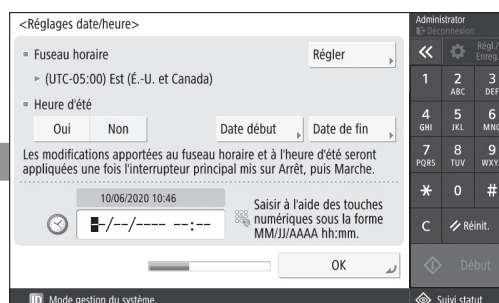 <Réglages date/heure>
Fuseau horaire
Régler
(UTC-05:00) Est (É.-U. et Canada)
Heure d'été
Oui Non Date début Date de fin
Les modifications apportées au fuseau horaire et à l'heure d'été seront
appliquées une fois l'interrupteur principal mis sur Arrêt, puis Marche.
10/06/2020 10:46
-/--/---- --:--
Saisir à l'aide des touches
numériques sous la forme
MM/JJ/AAAA hh:mm.
OK
ID Mode gestion du système.
Administrator
Déconnexion
Régl./
Enreg.
1 2 3
ABC DEF
4 5 6
GHI JKL MNO
7 8 9
PQRS TUV WXY
* 0 #
C Réinit.
Début
Suivi statut